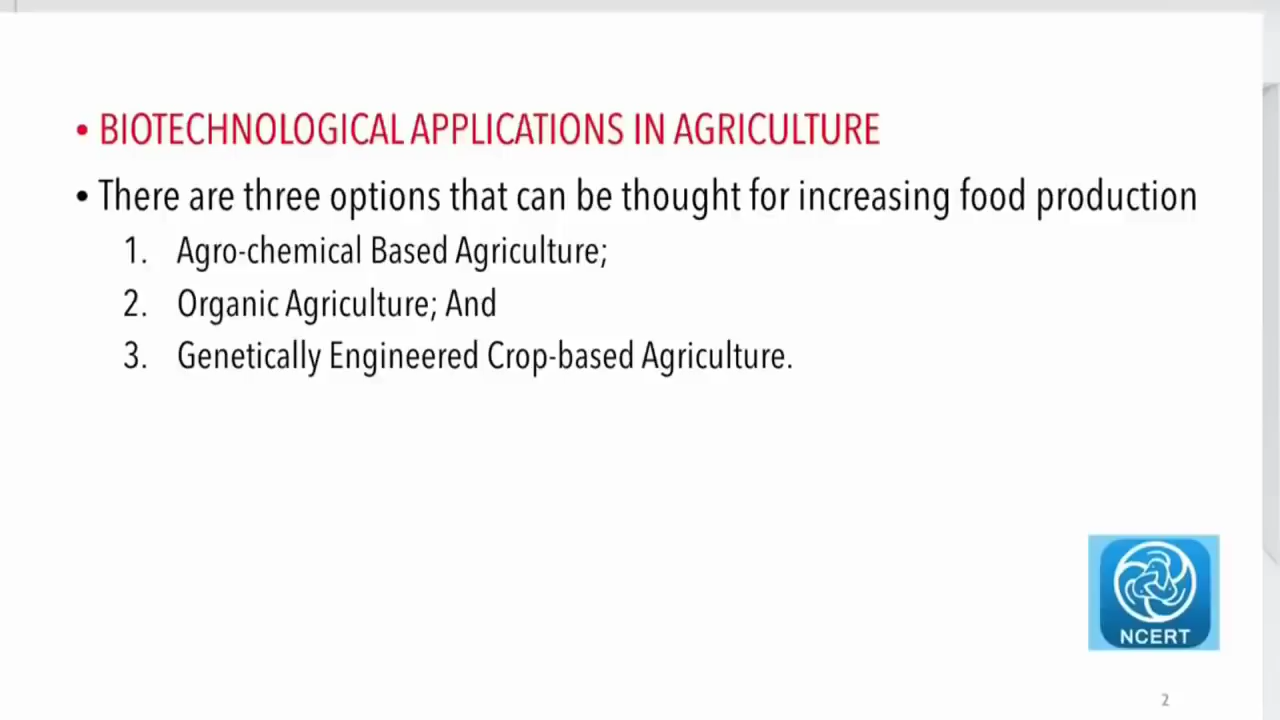 • BIOTECHNOLOGICAL APPLICATIONS IN AGRICULTURE
• There are three options that can be thought for increasing food production
1. Agro-chemical Based Agriculture;
2. Organic Agriculture; And
3. Genetically Engineered Crop-based Agriculture.
NCERT
2